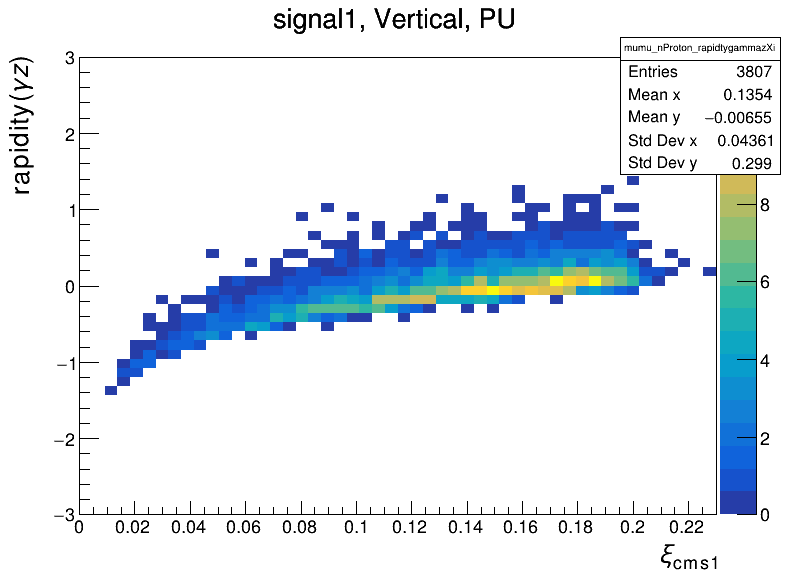 signal1, Vertical, PU
mumu_nProton_rapidtygammazXi
Entries 3807
Mean x 0.1354
Mean y −0.00655
Std Dev x 0.04361
Std Dev y 0.299
rapidity(γz)
3
2
1
0
−1
−2
−3
8
6
4
2
0
0 0.02 0.04 0.06 0.08 0.1 0.12 0.14 0.16 0.18 0.2 0.22
ξcms1